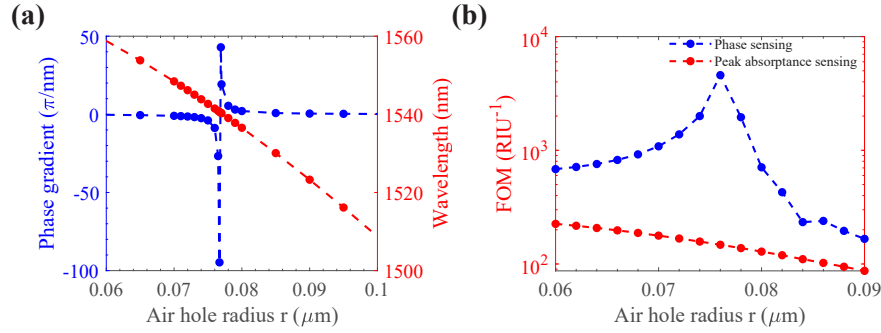 (a)
Phase gradient (π/nm)
50
0
-50
-100
1560
1540
1520
1500
Wavelength (nm)
0.06
0.07
0.08
0.09
0.1
Air hole radius r (μm)
(b)
FOM (RIU⁻¹)
10⁴
10³
10²
Phase sensing
Peak absorptance sensing
0.06
0.07
0.08
0.09
Air hole radius r (μm)